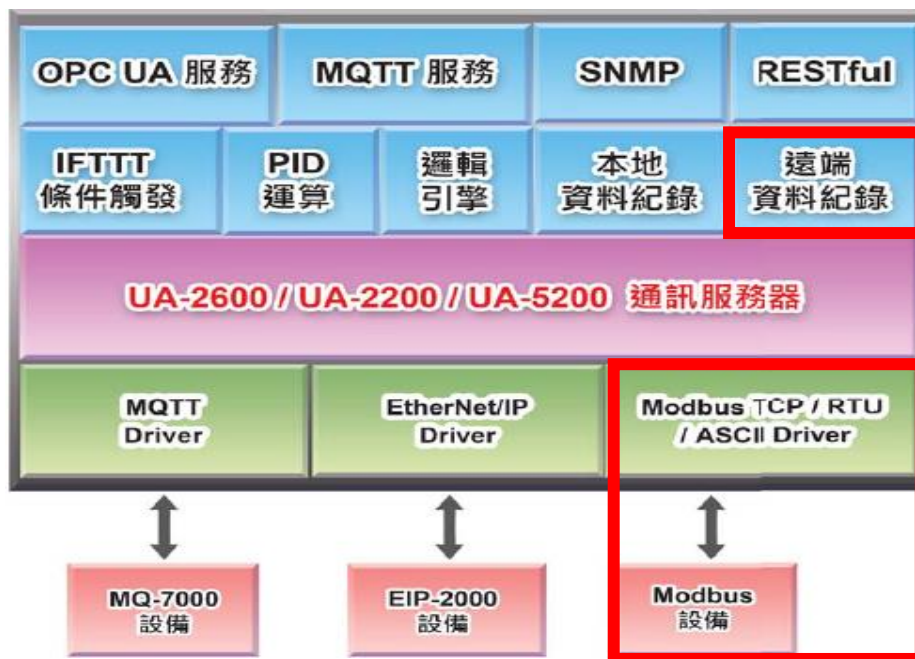 OPC UA 服務
MQTT 服務
SNMP
RESTful
IFTTT
條件觸發
PID
運算
邏輯
引擎
本地
資料紀錄
遠端
資料紀錄
UA-2600 / UA-2200 / UA-5200 通訊服務器
MQTT
Driver
EtherNet/IP
Driver
Modbus TCP / RTU
/ ASCII Driver
MQ-7000
設備
EIP-2000
設備
Modbus
設備